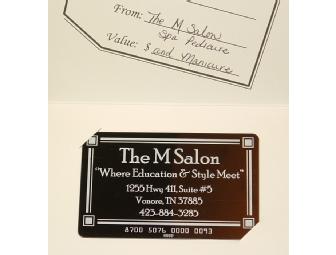 From: The M Salon
Spa Pedicure
Value: $ and Manicure
The M Salon
"Where Education & Style Meet"
1255 Hwy 411, Suite #5
Vonore, TN 37885
423-884-3285
8700 5076 0000 0093